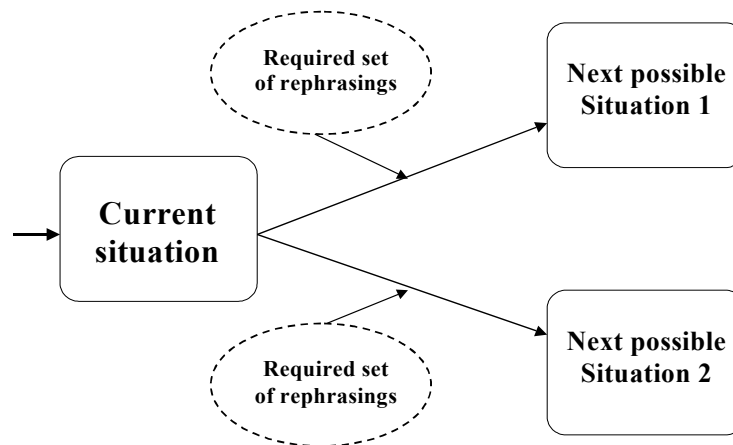 Required set
of rephrasings
Next possible
Situation 1
Current
situation
Next possible
Situation 2
Required set
of rephrasings